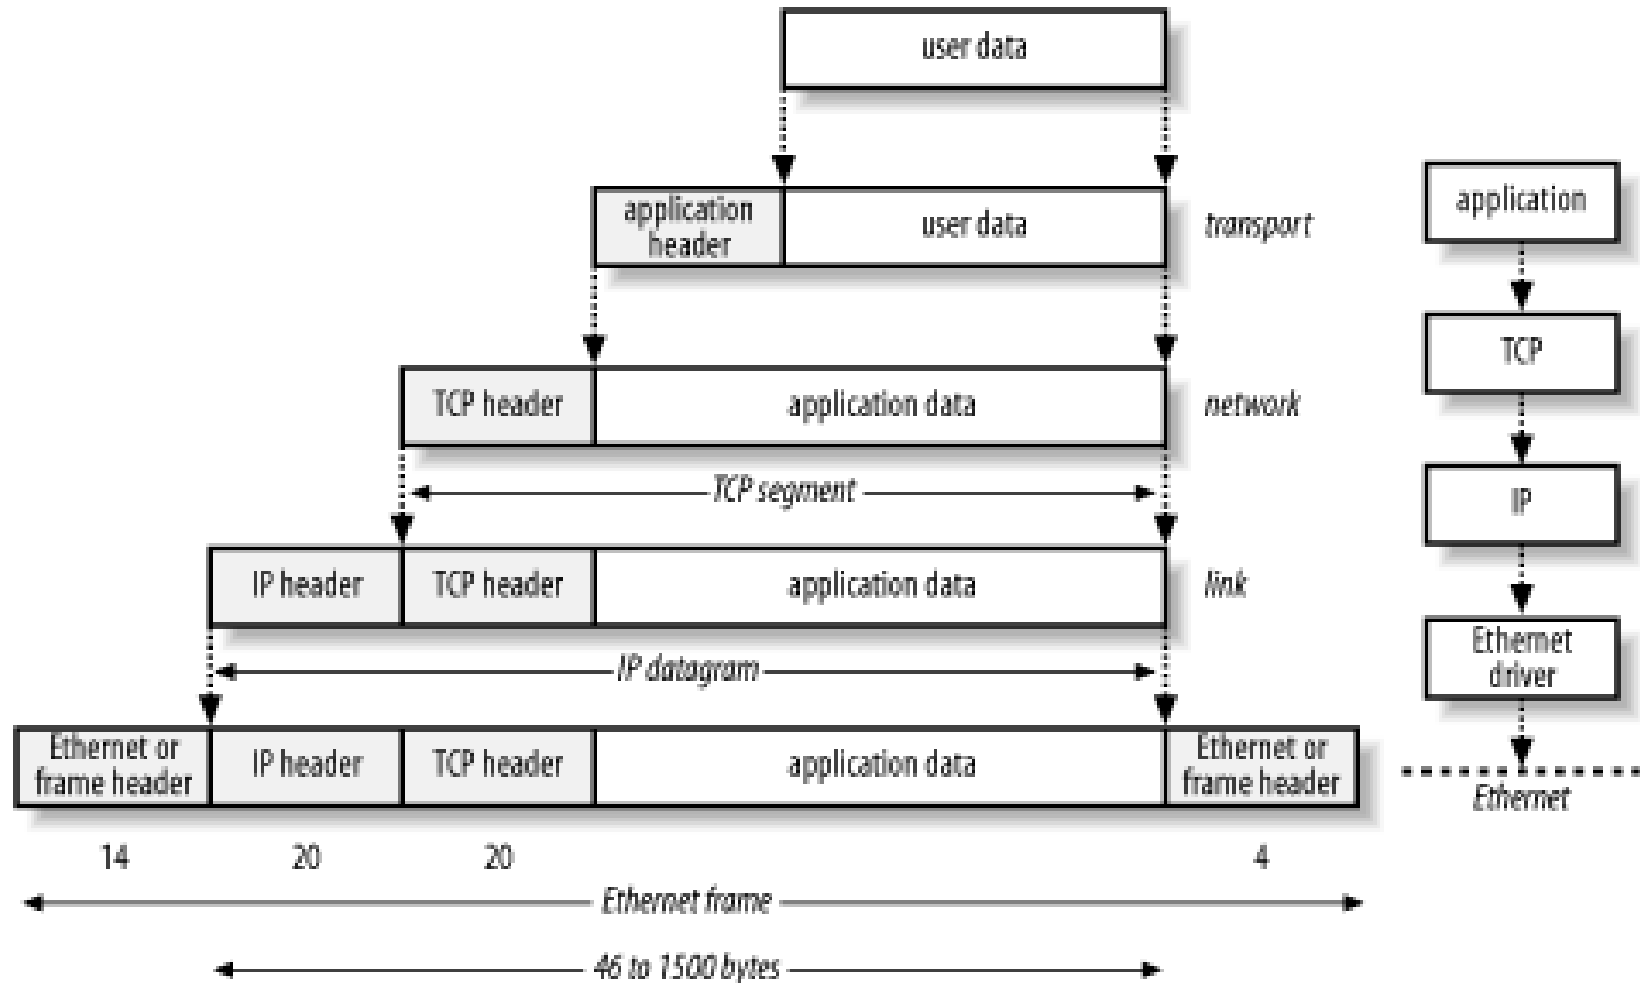 user data
application
header
user data
transport
application
TCP header
application data
network
TCP
TCP segment
IP header
TCP header
application data
link
IP
IP datagram
Ethernet
driver
Ethernet or
frame header
IP header
TCP header
application data
Ethernet or
frame header
Ethernet
14
20
20
4
Ethernet frame
46 to 1500 bytes